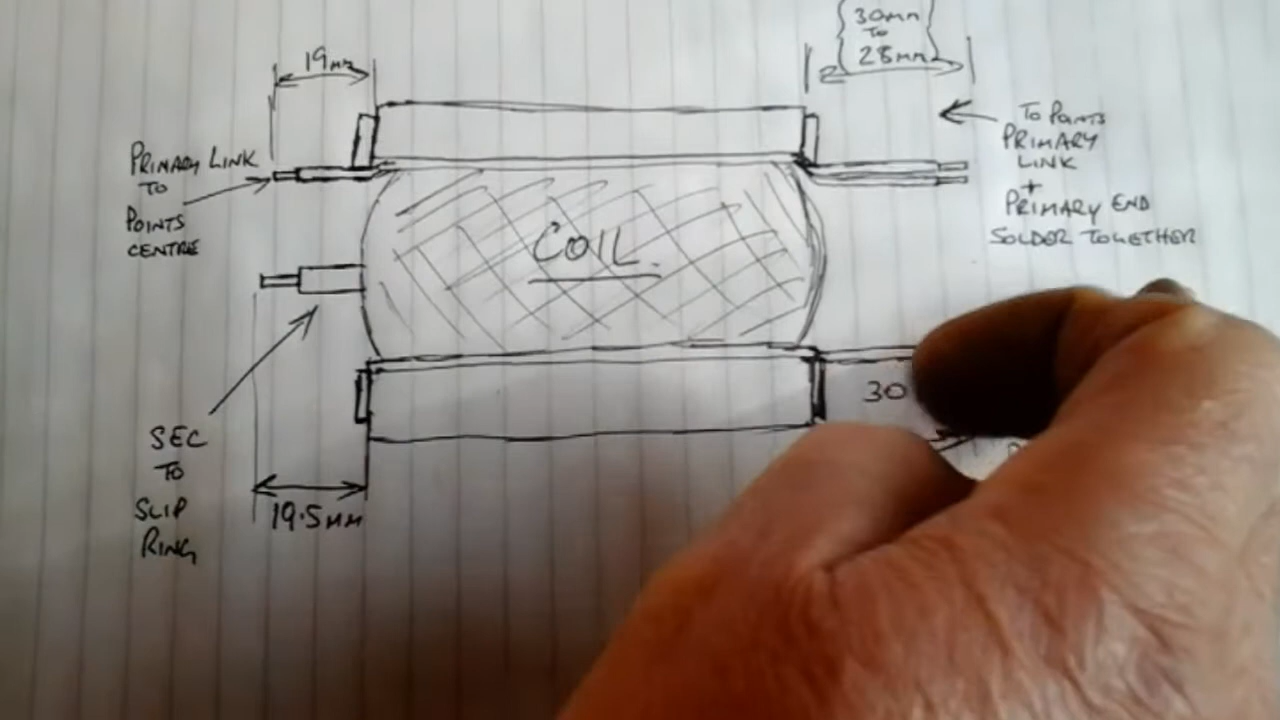 19mm
30mm
To
28mm
PRIMARY LINK
TO
POINTS
CENTRE
TO POINTS
PRIMARY
LINK
+
PRIMARY END
SOLDER TOGETHER
COIL
30
SEC
TO
SLIP
RING
19.5mm